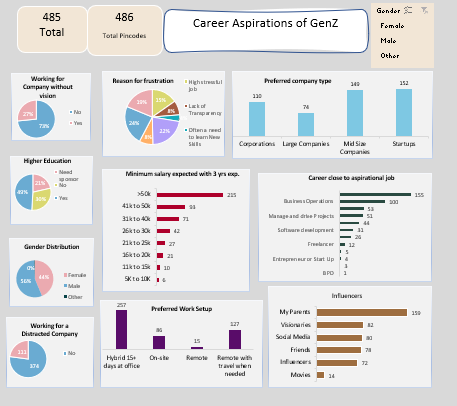 485
Total
486
Total Pincodes
Career Aspirations of GenZ
Gender
Female
Male
Other
Working for
Company without
vision
27%
73%
No
Yes
Reason for frustration
High stressful
job
Lack of
Transparency
Often a need
to learn New
Skills
15%
8%
22%
24%
Preferred company type
110
74
149
152
Corporations
Large Companies
Mid Size
Companies
Startups
Higher Education
Need
sponsor
No
Yes
21%
30%
49%
Minimum salary expected with 3 yrs exp.
>50k 215
41k to 50k 93
31k to 40k 71
26k to 30k 42
21k to 25k 27
16k to 20k 21
11k to 15k 10
5K to 10K 6
Career close to aspirational job
155
Business Operations 100
53
Manage and drive Projects 51
44
Software development 31
26
Freelancer 12
5
Entrepreneur or Start Up 4
3
BPO 1
Gender Distribution
0%
44%
56%
Female
Male
Other
Preferred Work Setup
257
86
15
127
Hybrid 15+
days at office
On-site
Remote
Remote with
travel when
needed
Influencers
My Parents 159
Visionaries 82
Social Media 80
Friends 78
Influencers 72
Movies 14
Working for a
Distracted Company
111
374
No